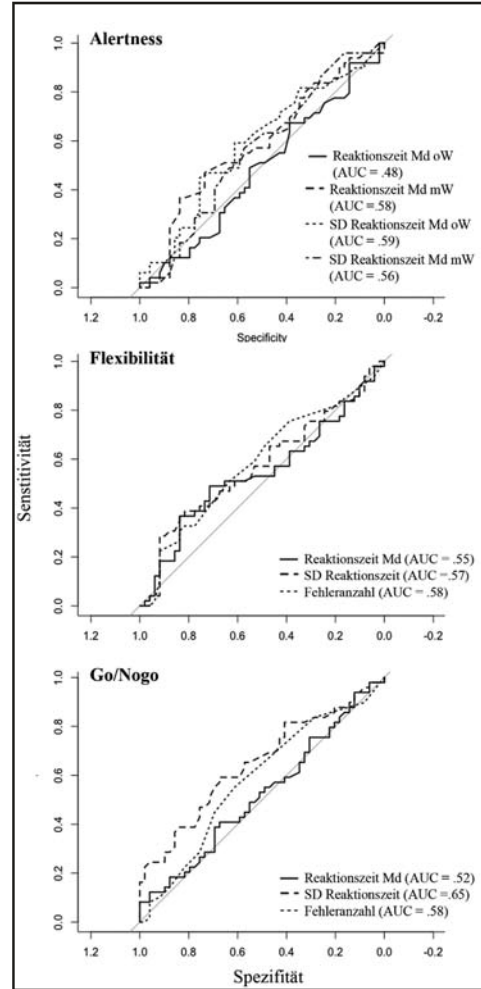 Alertness
1.0
0.8
0.6
0.4
0.2
0.0
Reaktionszeit Md oW
(AUC = .48)
Reaktionszeit Md mW
(AUC = .58)
SD Reaktionszeit Md oW
(AUC = .59)
SD Reaktionszeit Md mW
(AUC = .56)
1.2 1.0 0.8 0.6 0.4 0.2 0.0 -0.2
Specificity
Flexibilität
Senstitivität
1.0
0.8
0.6
0.4
0.2
0.0
Reaktionszeit Md (AUC = .55)
SD Reaktionszeit (AUC =.57)
Fehleranzahl (AUC = .58)
1.2 1.0 0.8 0.6 0.4 0.2 0.0 -0.2
Go/Nogo
1.0
0.8
0.6
0.4
0.2
0.0
Reaktionszeit Md (AUC = .52)
SD Reaktionszeit (AUC =.65)
Fehleranzahl (AUC = .58)
1.2 1.0 0.8 0.6 0.4 0.2 0.0 -0.2
Spezifität